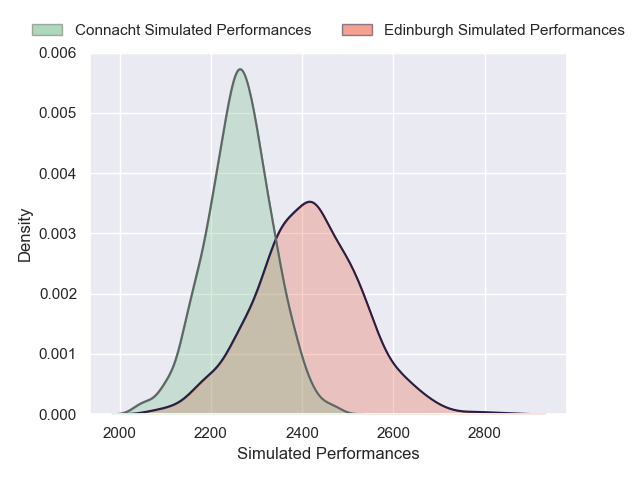 Connacht Simulated Performances Edinburgh Simulated Performances
0.006
0.005
0.004
0.003
0.002
0.001
0.000
Density
2000 2200 2400 2600 2800
Simulated Performances